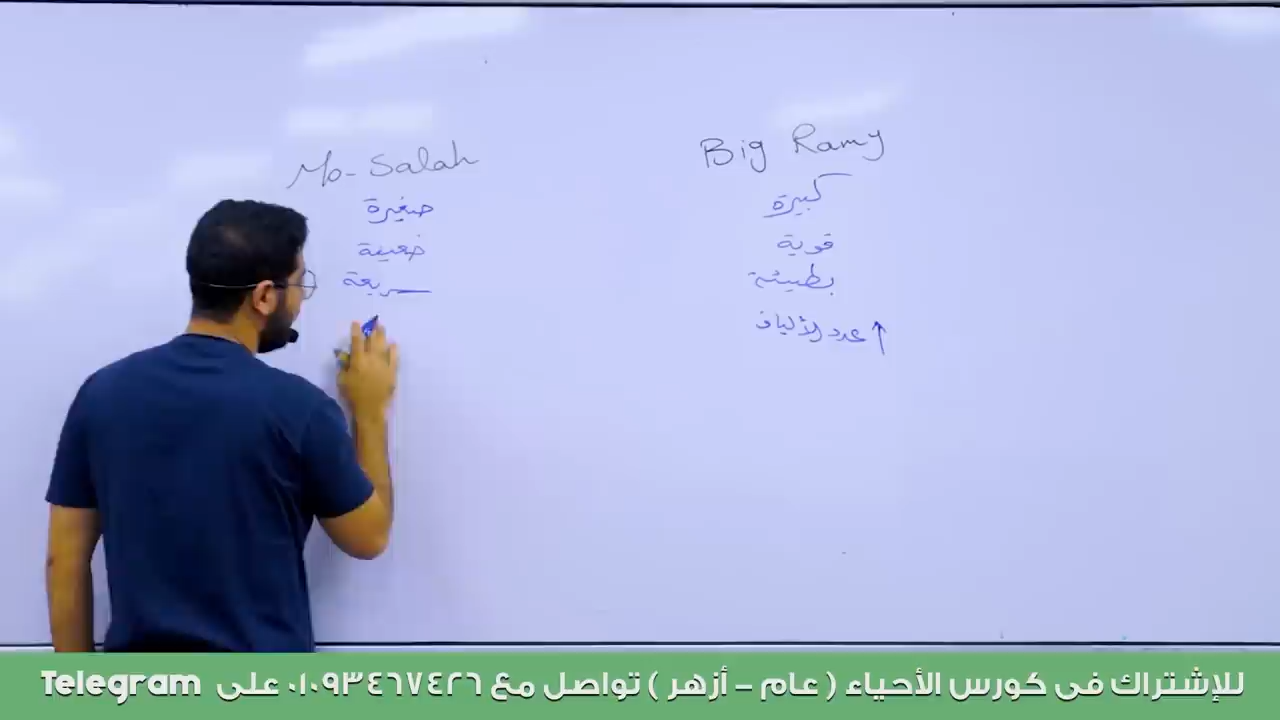 Big Ramy
كبيرة
قوية
بطيئة
↑ عدد الألياف
Mo-Salah
صغيرة
ضعيفة
سريعة
للإشتراك فى كورس الأحياء ( عام - أزهر ) تواصل مع ٠١٠٩٣٤٦٧٤٢٦ على Telegram